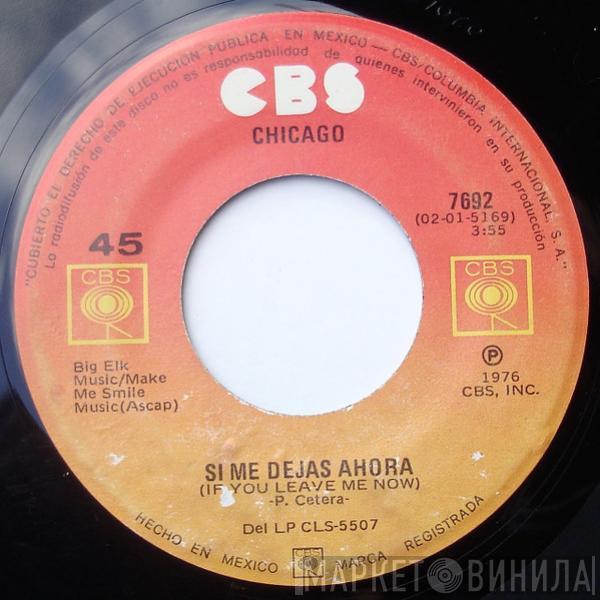 1976
"CUBIERTO EL DERECHO DE EJECUCION PUBLICA EN MEXICO — CBS/COLUMBIA INTERNACIONAL, S. A."
Lo radiodifusión de este disco no es responsabilidad de quienes intervinieron en su producción
CBS
CHICAGO
45
7692
(02-01-5169)
3:55
CBS
CBS
Big Elk
Music/Make
Me Smile
Music(Ascap)
℗
1976
CBS, INC.
SI ME DEJAS AHORA
(IF YOU LEAVE ME NOW)
-P. Cetera-
Del LP CLS-5507
HECHO EN MEXICO CBS MARCA REGISTRADA
МАРКЕТ ВИНИЛА